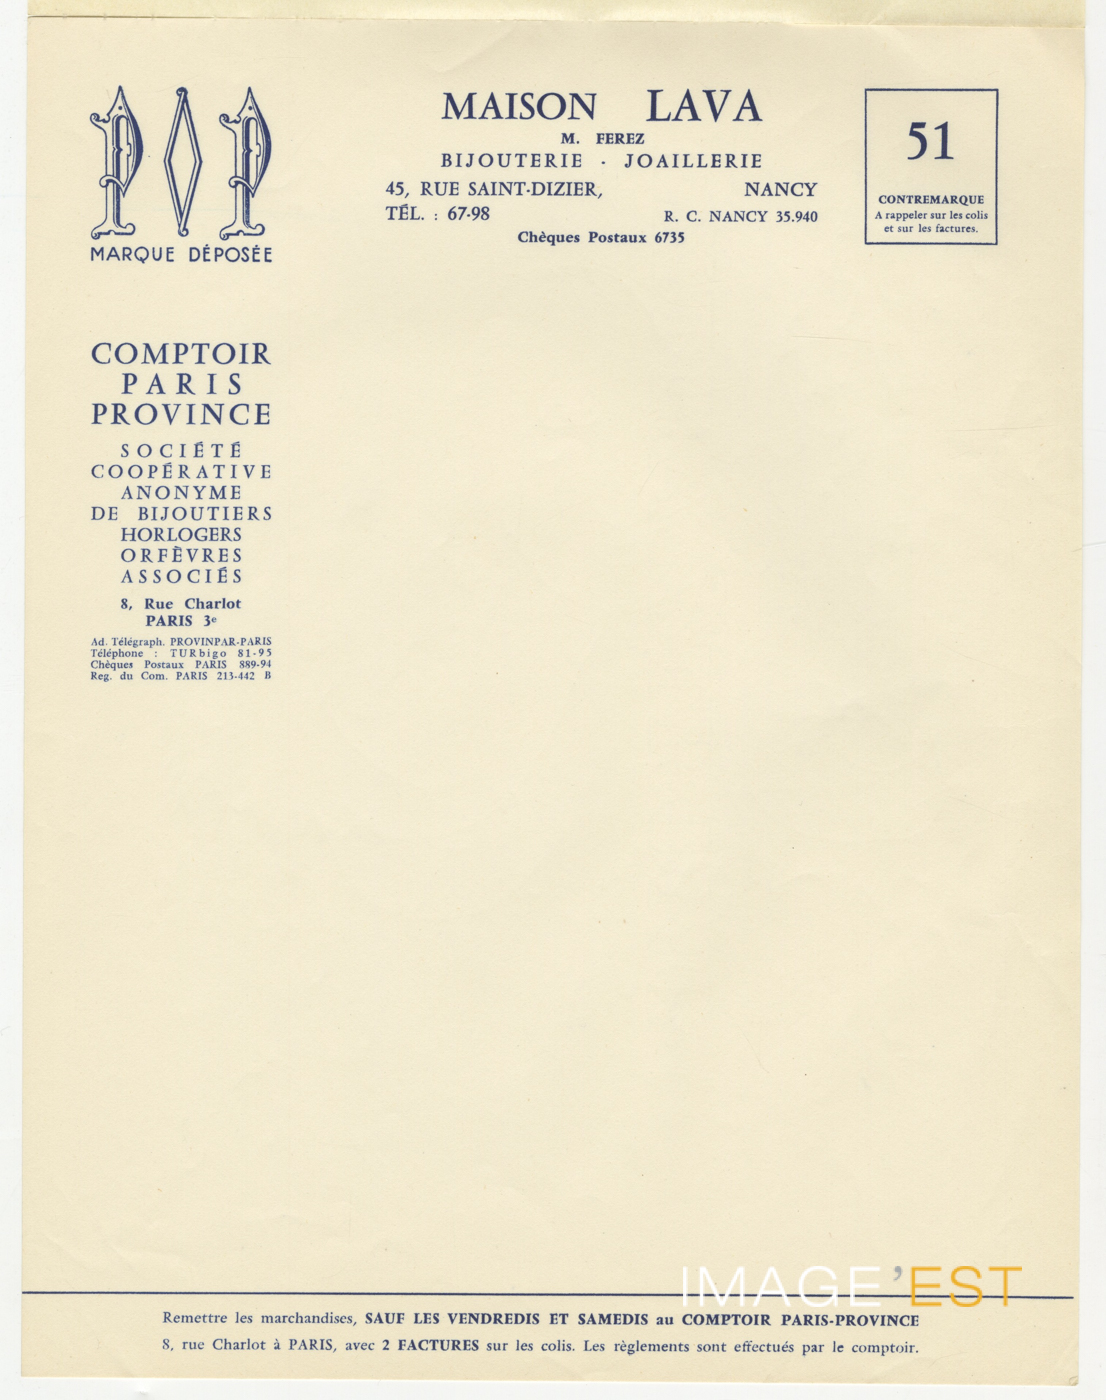 P◊P
MARQUE DÉPOSÉE
MAISON LAVA
M. FEREZ
BIJOUTERIE · JOAILLERIE
45, RUE SAINT-DIZIER, NANCY
TÉL. : 67-98 R. C. NANCY 35.940
Chèques Postaux 6735
51
CONTREMARQUE
A rappeler sur les colis
et sur les factures.
COMPTOIR
PARIS
PROVINCE
SOCIÉTÉ
COOPÉRATIVE
ANONYME
DE BIJOUTIERS
HORLOGERS
ORFÈVRES
ASSOCIÉS
8, Rue Charlot
PARIS 3e
Ad. Télégraph. PROVINPAR-PARIS
Téléphone : TURbigo 81-95
Chèques Postaux PARIS 889-94
Reg. du Com. PARIS 213-442 B
IMAGE'EST
Remettre les marchandises, SAUF LES VENDREDIS ET SAMEDIS au COMPTOIR PARIS-PROVINCE
8, rue Charlot à PARIS, avec 2 FACTURES sur les colis. Les règlements sont effectués par le comptoir.